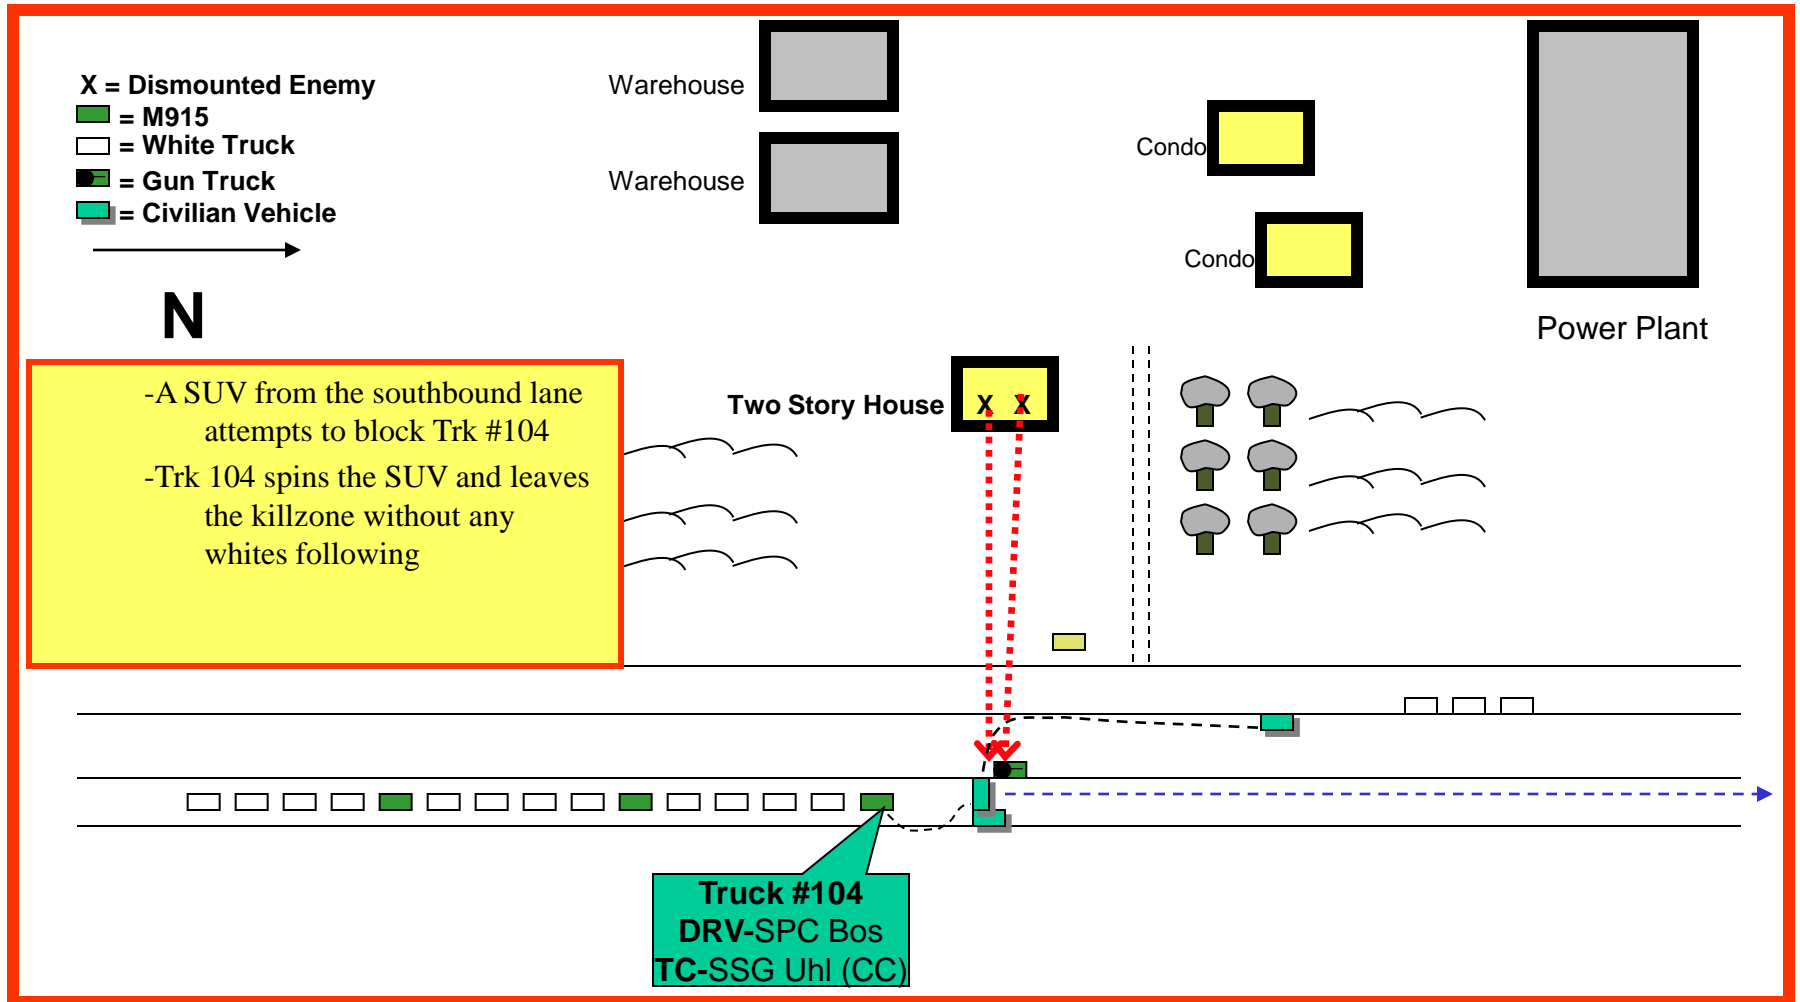 X = Dismounted Enemy
= M915
= White Truck
= Gun Truck
= Civilian Vehicle
N
Warehouse
Warehouse
Condo
Condo
Power Plant
-A SUV from the southbound lane
attempts to block Trk #104
-Trk 104 spins the SUV and leaves
the killzone without any
whites following
Two Story House
X X
Truck #104
DRV-SPC Bos
TC-SSG Uhl (CC)